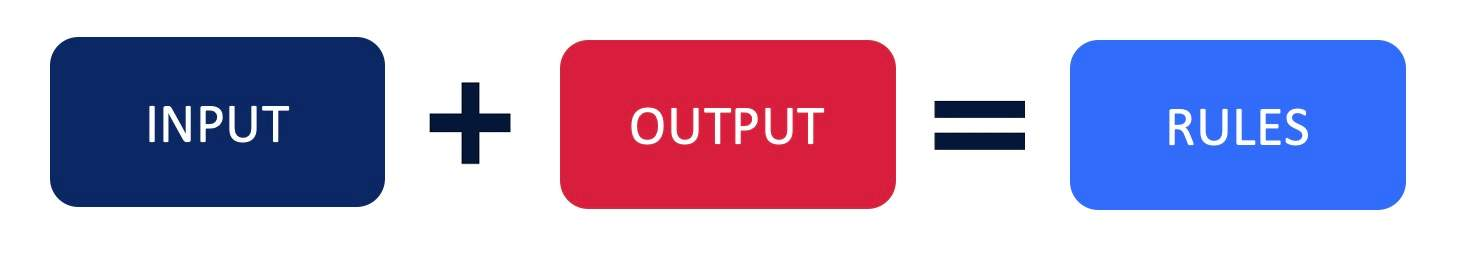 INPUT + OUTPUT = RULES